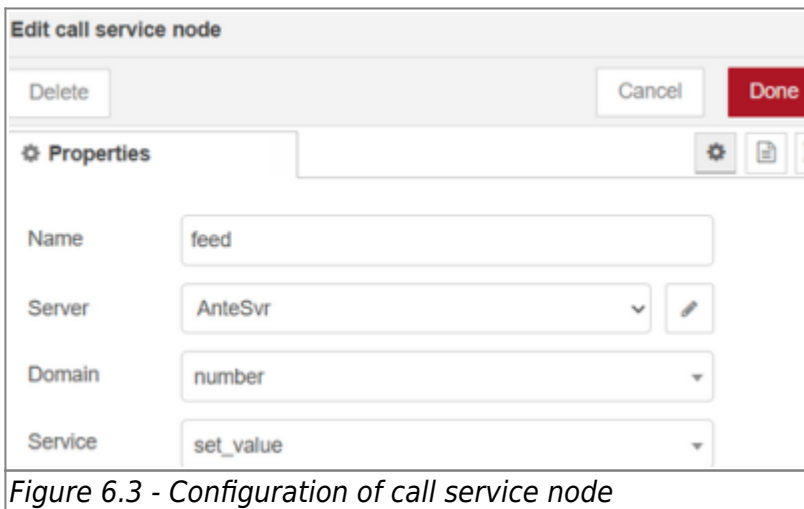 Edit call service node
Delete Cancel Done
Properties
Name feed
Server AnteSvr
Domain number
Service set_value
Figure 6.3 - Configuration of call service node